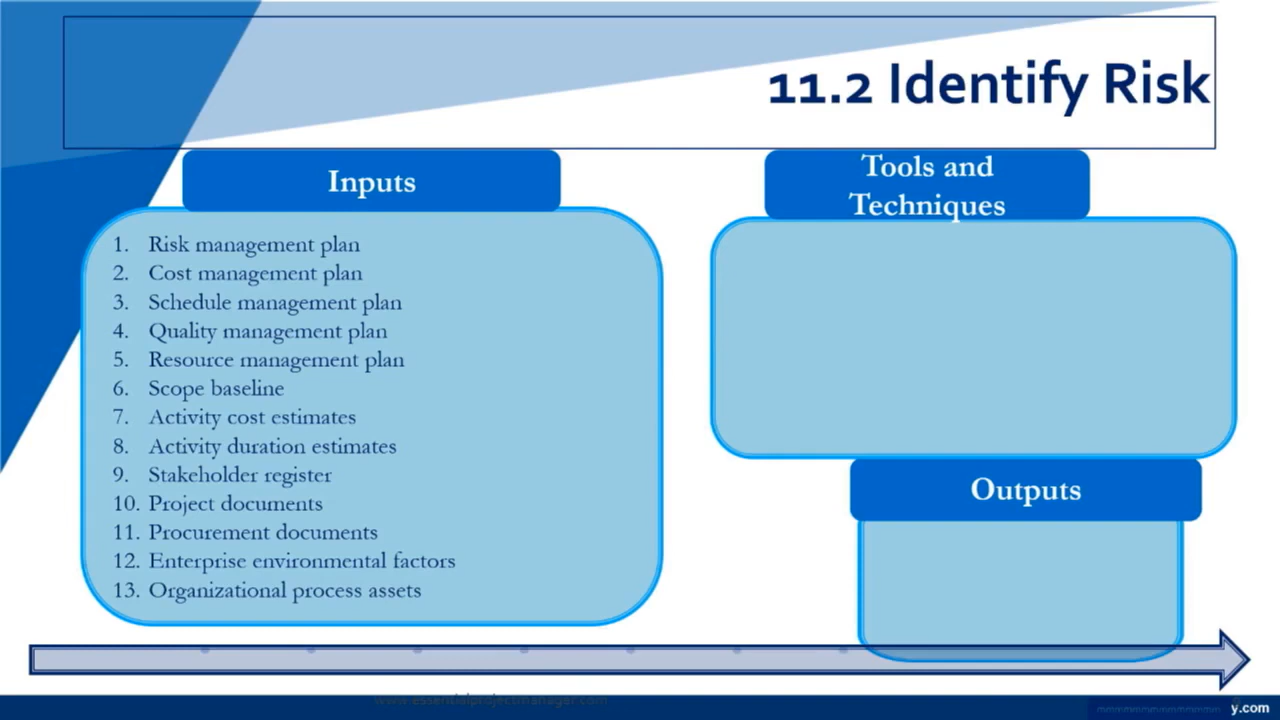 11.2 Identify Risk
Inputs
1. Risk management plan
2. Cost management plan
3. Schedule management plan
4. Quality management plan
5. Resource management plan
6. Scope baseline
7. Activity cost estimates
8. Activity duration estimates
9. Stakeholder register
10. Project documents
11. Procurement documents
12. Enterprise environmental factors
13. Organizational process assets
Tools and
Techniques
Outputs
www.essentialprojectmanager.com
y.com